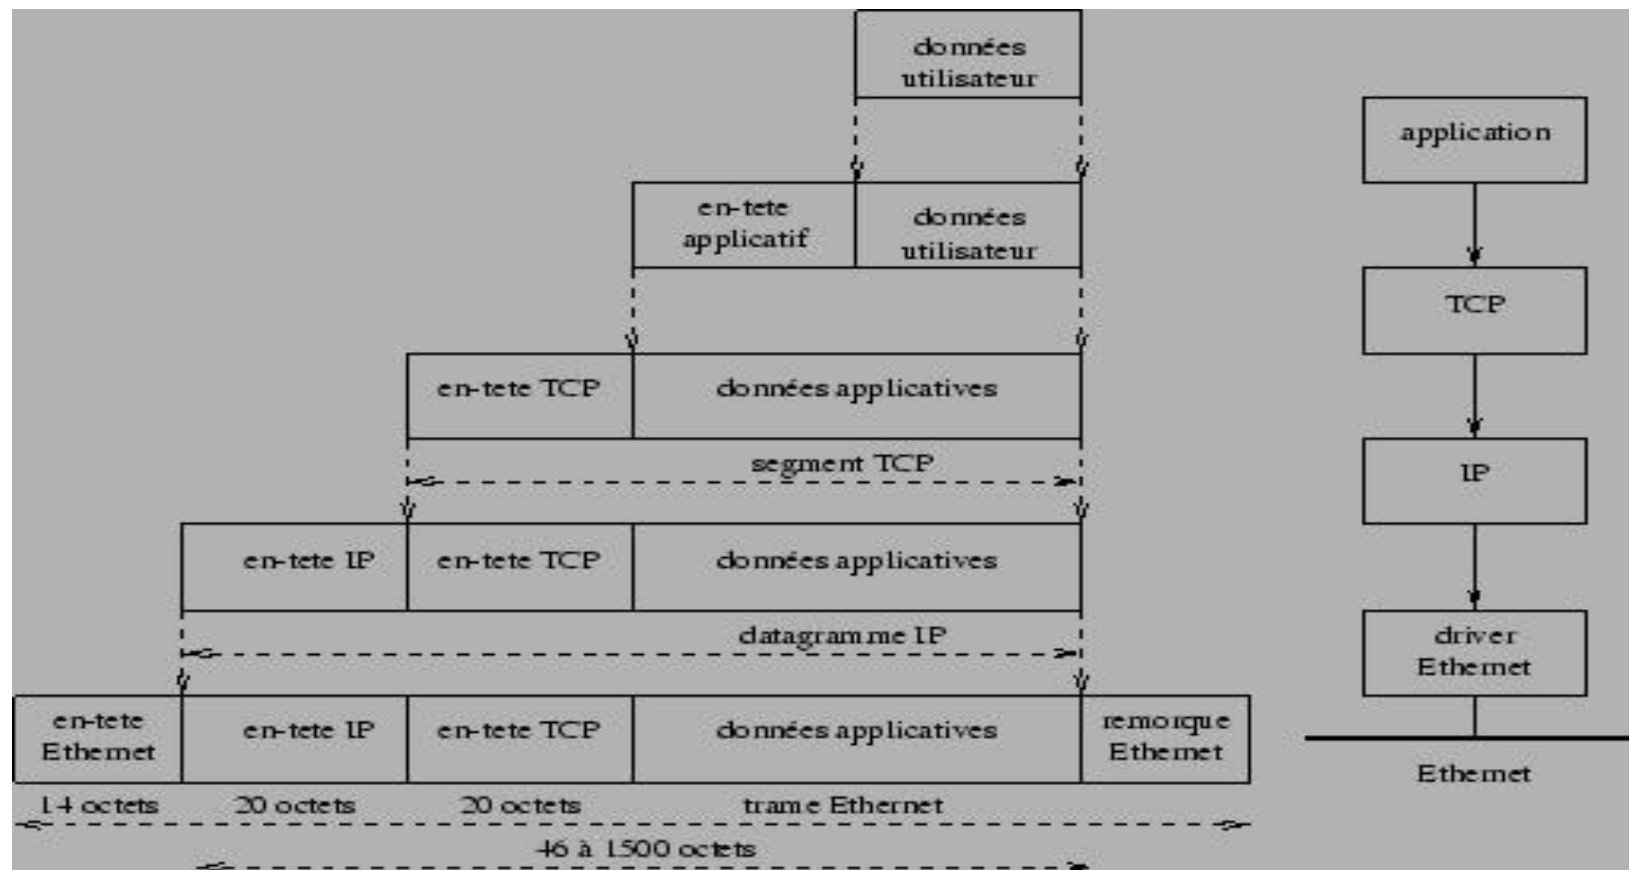 données
utilisateur
application
en-tete
applicatif
données
utilisateur
TCP
en-tete TCP
données applicatives
segment TCP
IP
en-tete IP
en-tete TCP
données applicatives
datagramme IP
driver
Ethernet
en-tete
Ethernet
en-tete IP
en-tete TCP
données applicatives
remorque
Ethernet
Ethernet
14 octets
20 octets
20 octets
trame Ethernet
46 à 1500 octets